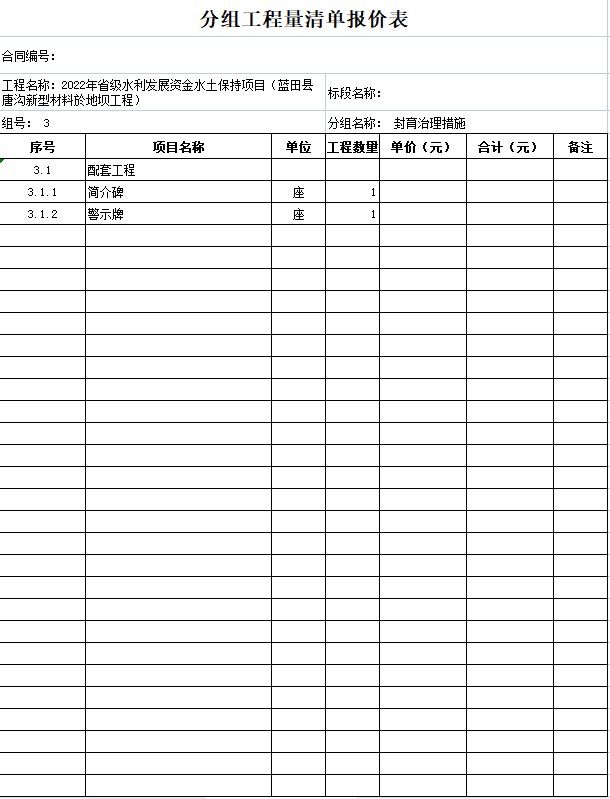 分组工程量清单报价表
合同编号:
工程名称: 2022年省级水利发展资金水土保持项目（蓝田县
唐沟新型材料於地坝工程）
标段名称:
组号: 3
分组名称: 封育治理措施
序号 项目名称 单位 工程数量 单价（元） 合计（元） 备注
3.1 配套工程
3.1.1 简介碑 座 1
3.1.2 警示牌 座 1